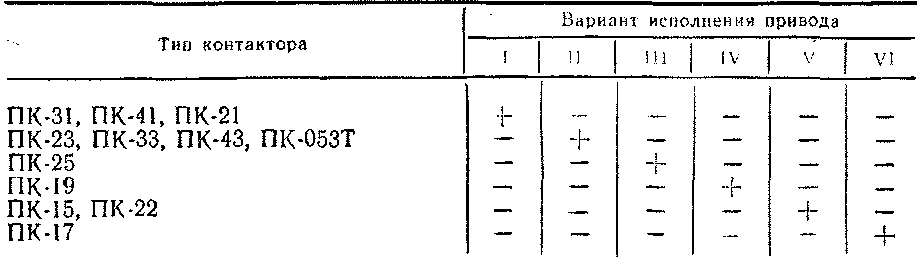 Тип контактора Вариант исполнения привода
I II III IV V VI
ПК-31, ПК-41, ПК-21 + — — — — —
ПК-23, ПК-33, ПК-43, ПК-053Т — + — — — —
ПК-25 — — + — — —
ПК-19 — — — + — —
ПК-15, ПК-22 — — — — + —
ПК-17 — — — — — +